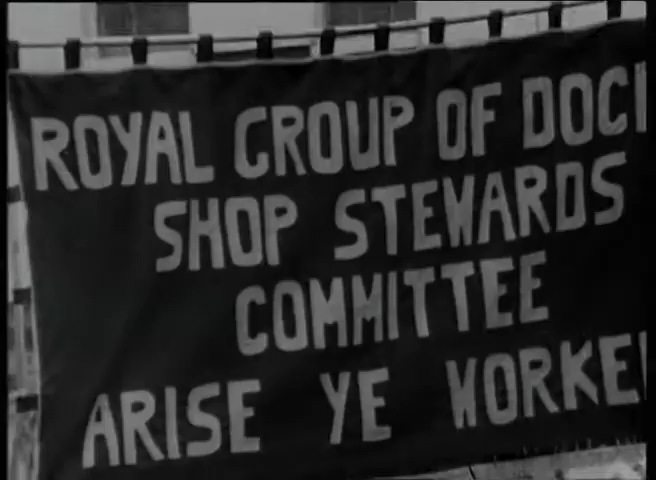 ROYAL GROUP OF DOC
SHOP STEWARDS
COMMITTEE
ARISE YE WORKE